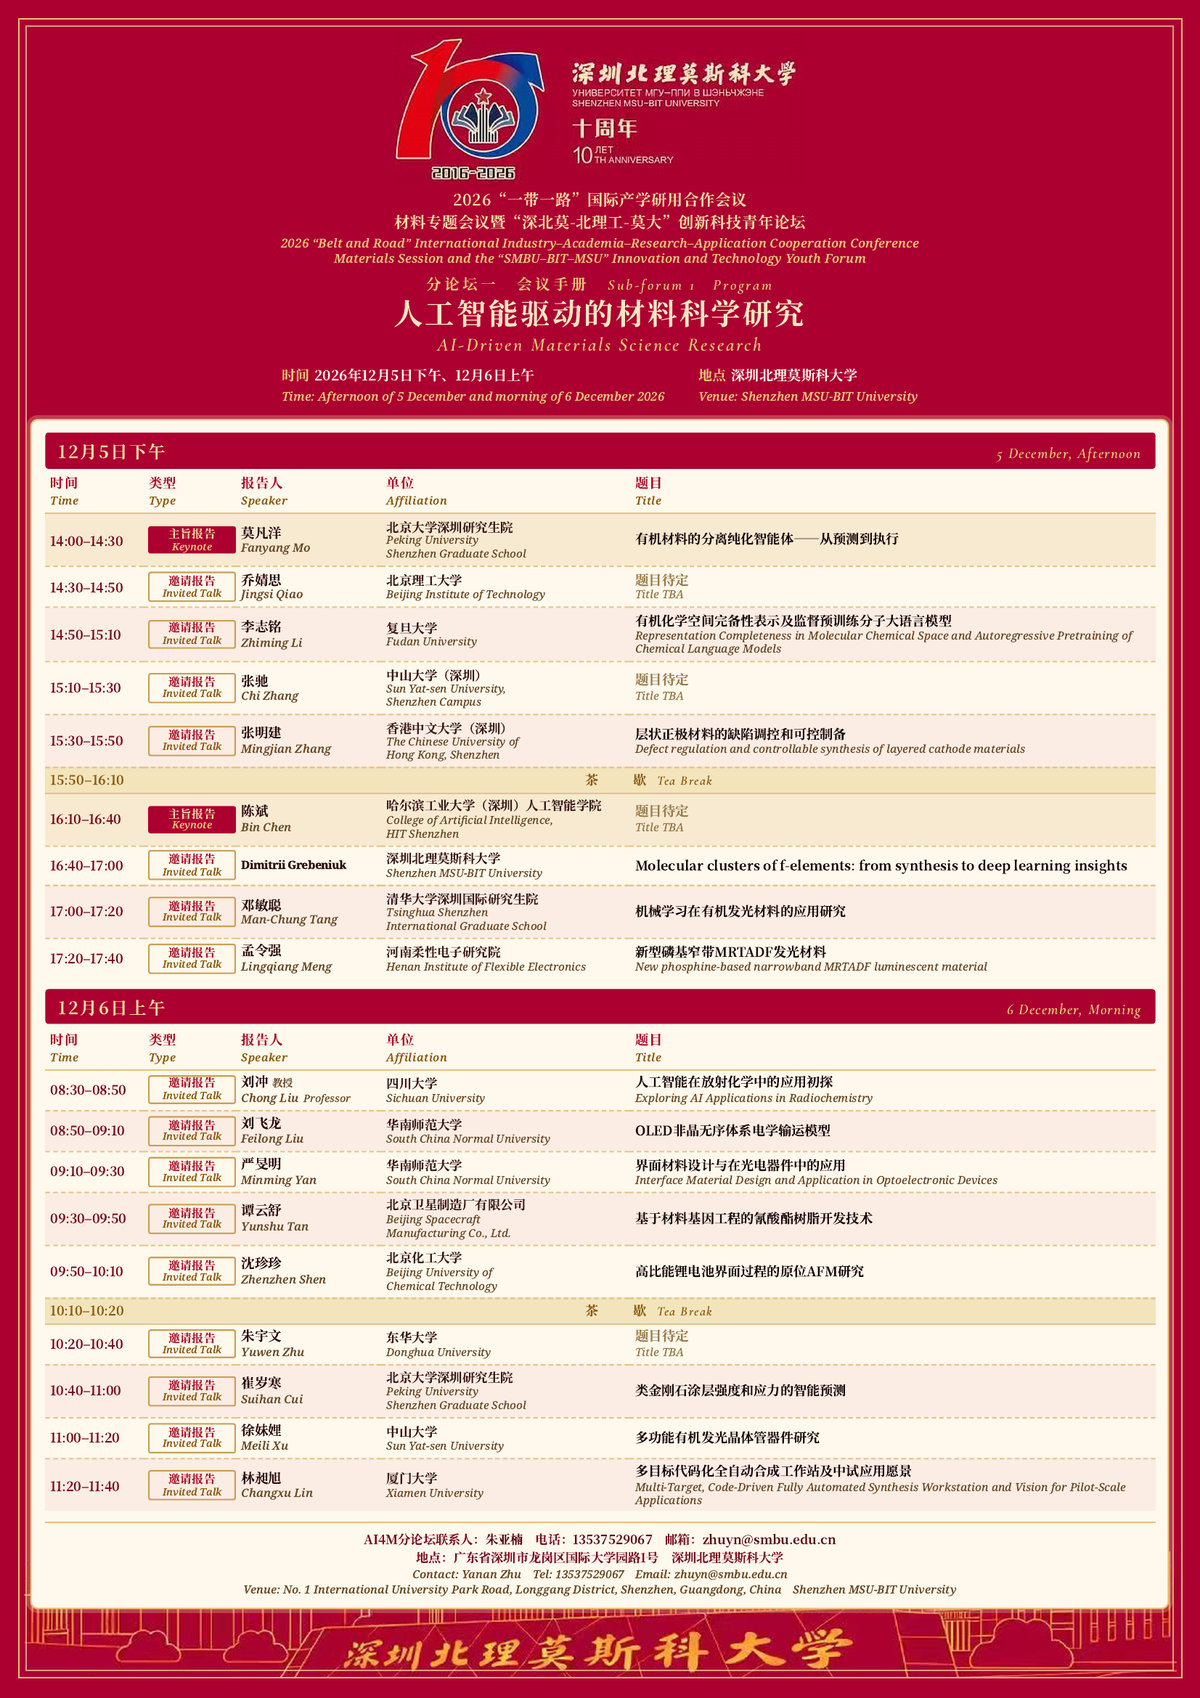 深圳北理莫斯科大学
УНИВЕРСИТЕТ МГУ–ППИ В ШЭНЬЧЖЭНЕ
SHENZHEN MSU-BIT UNIVERSITY
十周年
10 ЛЕТ
TH ANNIVERSARY
2016-2026
2026“一带一路”国际产学研用合作会议
材料专题会议暨“深北莫-北理工-莫大”创新科技青年论坛
2026 “Belt and Road” International Industry–Academia–Research–Application Cooperation Conference
Materials Session and the “SMBU–BIT–MSU” Innovation and Technology Youth Forum
分论坛一 会议手册 Sub-forum 1 Program
人工智能驱动的材料科学研究
AI-Driven Materials Science Research
时间 2026年12月5日下午、12月6日上午 地点 深圳北理莫斯科大学
Time: Afternoon of 5 December and morning of 6 December 2026 Venue: Shenzhen MSU-BIT University
12月5日下午 5 December, Afternoon
时间 类型 报告人 单位 题目
Time Type Speaker Affiliation Title
14:00–14:30
主旨报告
Keynote
莫凡洋
Fanyang Mo
北京大学深圳研究生院
Peking University
Shenzhen Graduate School
有机材料的分离纯化智能体——从预测到执行
14:30–14:50
邀请报告
Invited Talk
乔婧思
Jingsi Qiao
北京理工大学
Beijing Institute of Technology
题目待定
Title TBA
14:50–15:10
邀请报告
Invited Talk
李志铭
Zhiming Li
复旦大学
Fudan University
有机化学空间完备性表示及监督预训练分子大语言模型
Representation Completeness in Molecular Chemical Space and Autoregressive Pretraining of
Chemical Language Models
15:10–15:30
邀请报告
Invited Talk
张驰
Chi Zhang
中山大学（深圳）
Sun Yat-sen University,
Shenzhen Campus
题目待定
Title TBA
15:30–15:50
邀请报告
Invited Talk
张明建
Mingjian Zhang
香港中文大学（深圳）
The Chinese University of
Hong Kong, Shenzhen
层状正极材料的缺陷调控和可控制备
Defect regulation and controllable synthesis of layered cathode materials
15:50–16:10 茶 歇 Tea Break
16:10–16:40
主旨报告
Keynote
陈斌
Bin Chen
哈尔滨工业大学（深圳）人工智能学院
College of Artificial Intelligence,
HIT Shenzhen
题目待定
Title TBA
16:40–17:00
邀请报告
Invited Talk
Dimitrii Grebeniuk
深圳北理莫斯科大学
Shenzhen MSU-BIT University
Molecular clusters of f-elements: from synthesis to deep learning insights
17:00–17:20
邀请报告
Invited Talk
邓敏聪
Man-Chung Tang
清华大学深圳国际研究生院
Tsinghua Shenzhen
International Graduate School
机械学习在有机发光材料的应用研究
17:20–17:40
邀请报告
Invited Talk
孟令强
Lingqiang Meng
河南柔性电子研究院
Henan Institute of Flexible Electronics
新型磷基窄带MRTADF发光材料
New phosphine-based narrowband MRTADF luminescent material
12月6日上午 6 December, Morning
时间 类型 报告人 单位 题目
Time Type Speaker Affiliation Title
08:30–08:50
邀请报告
Invited Talk
刘冲 教授
Chong Liu Professor
四川大学
Sichuan University
人工智能在放射化学中的应用初探
Exploring AI Applications in Radiochemistry
08:50–09:10
邀请报告
Invited Talk
刘飞龙
Feilong Liu
华南师范大学
South China Normal University
OLED非晶无序体系电学输运模型
09:10–09:30
邀请报告
Invited Talk
严旻明
Minming Yan
华南师范大学
South China Normal University
界面材料设计与在光电器件中的应用
Interface Material Design and Application in Optoelectronic Devices
09:30–09:50
邀请报告
Invited Talk
谭云舒
Yunshu Tan
北京卫星制造厂有限公司
Beijing Spacecraft
Manufacturing Co., Ltd.
基于材料基因工程的氰酸酯树脂开发技术
09:50–10:10
邀请报告
Invited Talk
沈珍珍
Zhenzhen Shen
北京化工大学
Beijing University of
Chemical Technology
高比能锂电池界面过程的原位AFM研究
10:10–10:20 茶 歇 Tea Break
10:20–10:40
邀请报告
Invited Talk
朱宇文
Yuwen Zhu
东华大学
Donghua University
题目待定
Title TBA
10:40–11:00
邀请报告
Invited Talk
崔岁寒
Suihan Cui
北京大学深圳研究生院
Peking University
Shenzhen Graduate School
类金刚石涂层强度和应力的智能预测
11:00–11:20
邀请报告
Invited Talk
徐妹娌
Meili Xu
中山大学
Sun Yat-sen University
多功能有机发光晶体管器件研究
11:20–11:40
邀请报告
Invited Talk
林昶旭
Changxu Lin
厦门大学
Xiamen University
多目标代码化全自动合成工作站及中试应用愿景
Multi-Target, Code-Driven Fully Automated Synthesis Workstation and Vision for Pilot-Scale
Applications
AI4M分论坛联系人：朱亚楠 电话：13537529067 邮箱：zhuyn@smbu.edu.cn
地点：广东省深圳市龙岗区国际大学园路1号 深圳北理莫斯科大学
Contact: Yanan Zhu Tel: 13537529067 Email: zhuyn@smbu.edu.cn
Venue: No. 1 International University Park Road, Longgang District, Shenzhen, Guangdong, China Shenzhen MSU-BIT University
深圳北理莫斯科大学